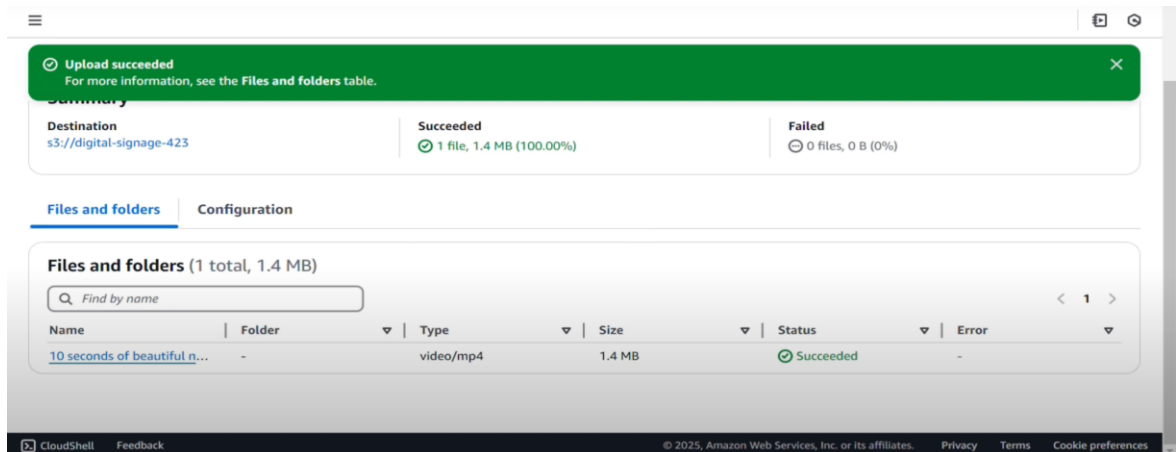 Upload succeeded
For more information, see the Files and folders table.
Summary
Destination
s3://digital-signage-423
Succeeded
1 file, 1.4 MB (100.00%)
Failed
0 files, 0 B (0%)
Files and folders
Configuration
Files and folders (1 total, 1.4 MB)
Find by name
1
Name Folder Type Size Status Error
10 seconds of beautiful n... - video/mp4 1.4 MB Succeeded -
CloudShell Feedback © 2025, Amazon Web Services, Inc. or its affiliates. Privacy Terms Cookie preferences